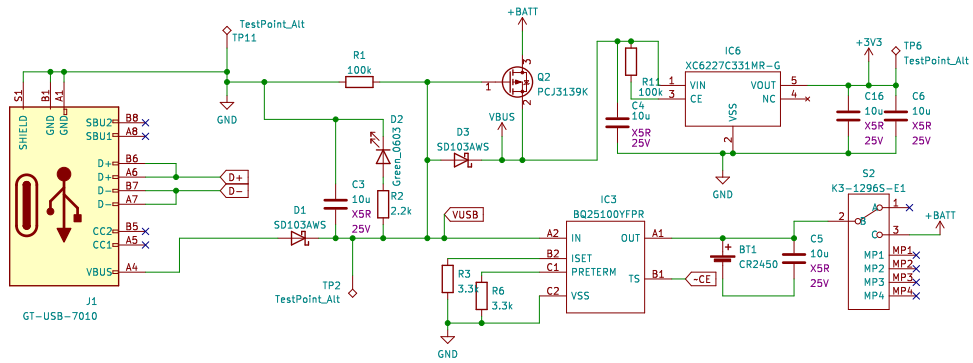 TestPoint_Alt
TP11
GND
S1
B1
A1
SHIELD
GND
GND
SBU2
B8
SBU1
A8
D+
B6
D+
A6
D-
B7
D-
A7
CC2
B5
CC1
A5
VBUS
A4
J1
GT-USB-7010
D+
D-
R1
100k
D2
Green_0603
R2
2.2k
C3
10u
X5R
25V
D1
SD103AWS
TP2
TestPoint_Alt
+BATT
3
Q2
PCJ3139K
1
2
VBUS
D3
SD103AWS
VUSB
IC3
BQ25100YFPR
A2
IN
OUT
A1
B2
ISET
C1
PRETERM
TS
B1
C2
VSS
~CE
R3
3.3k
R6
3.3k
GND
R11
100k
C4
10u
X5R
25V
IC6
XC6227C331MR-G
1
VIN
VOUT
5
3
CE
NC
4
VSS
2
GND
+3V3
TP6
TestPoint_Alt
C16
10u
X5R
25V
C6
10u
X5R
25V
+
BT1
CR2450
C5
10u
X5R
25V
S2
K3-1296S-E1
A
1
2
B
C
3
+BATT
MP1
MP1
MP2
MP2
MP3
MP3
MP4
MP4